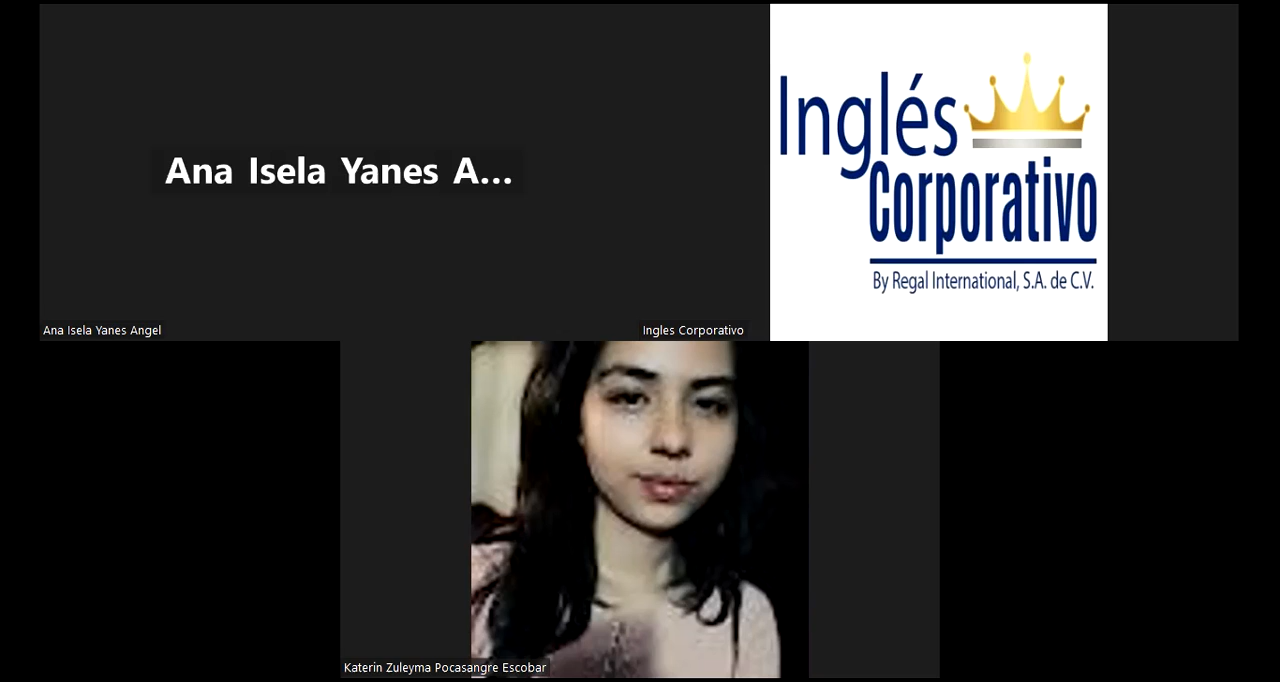 Ana Isela Yanes A...
Ana Isela Yanes Angel
Inglés
Corporativo
By Regal International, S.A. de C.V.
Ingles Corporativo
Katerin Zuleyma Pocasangre Escobar